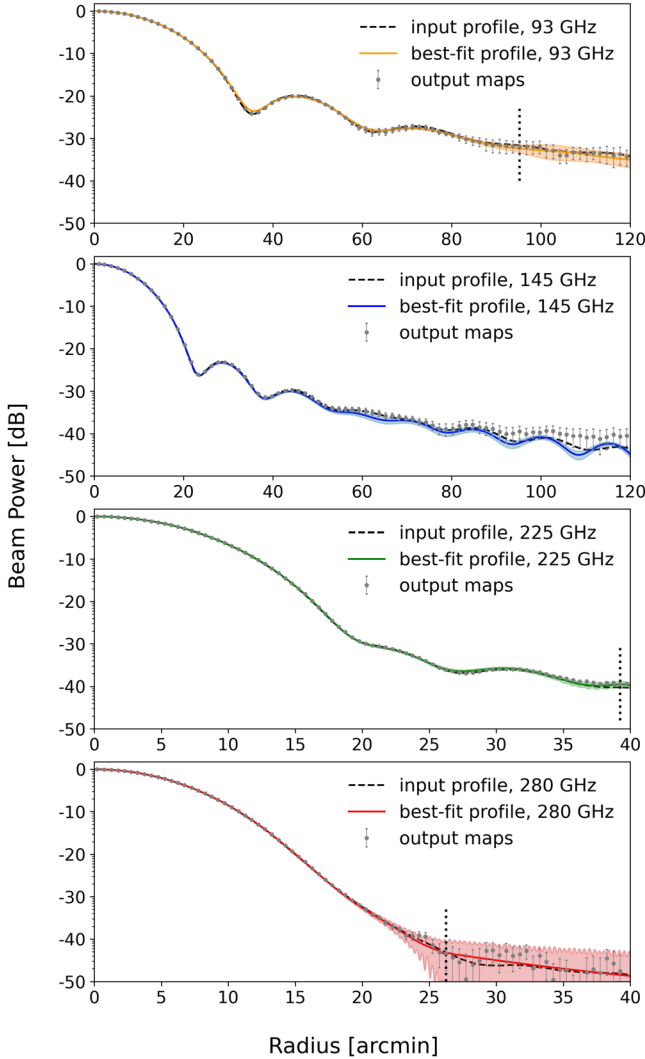 0
-10
-20
-30
-40
-50
input profile, 93 GHz
best-fit profile, 93 GHz
output maps
0 20 40 60 80 100 120
0
-10
-20
-30
-40
-50
input profile, 145 GHz
best-fit profile, 145 GHz
output maps
0 20 40 60 80 100 120
Beam Power [dB]
0
-10
-20
-30
-40
-50
input profile, 225 GHz
best-fit profile, 225 GHz
output maps
0 5 10 15 20 25 30 35 40
0
-10
-20
-30
-40
-50
input profile, 280 GHz
best-fit profile, 280 GHz
output maps
0 5 10 15 20 25 30 35 40
Radius [arcmin]